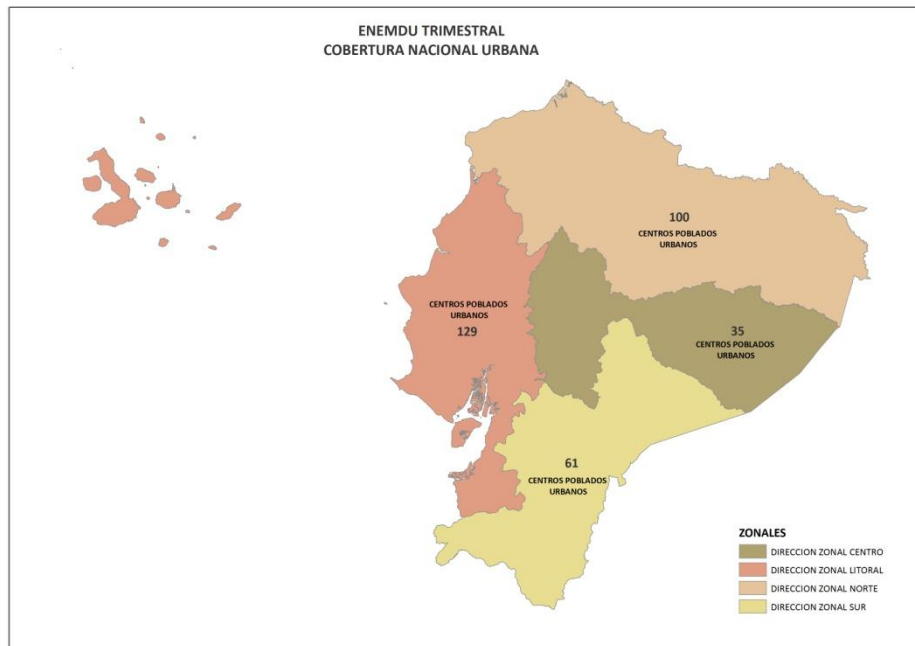 ENEMDU TRIMESTRAL
COBERTURA NACIONAL URBANA
100
CENTROS POBLADOS
URBANOS
CENTROS POBLADOS
URBANOS
129
35
CENTROS POBLADOS
URBANOS
61
CENTROS POBLADOS
URBANOS
ZONALES
DIRECCION ZONAL CENTRO
DIRECCION ZONAL LITORAL
DIRECCION ZONAL NORTE
DIRECCION ZONAL SUR